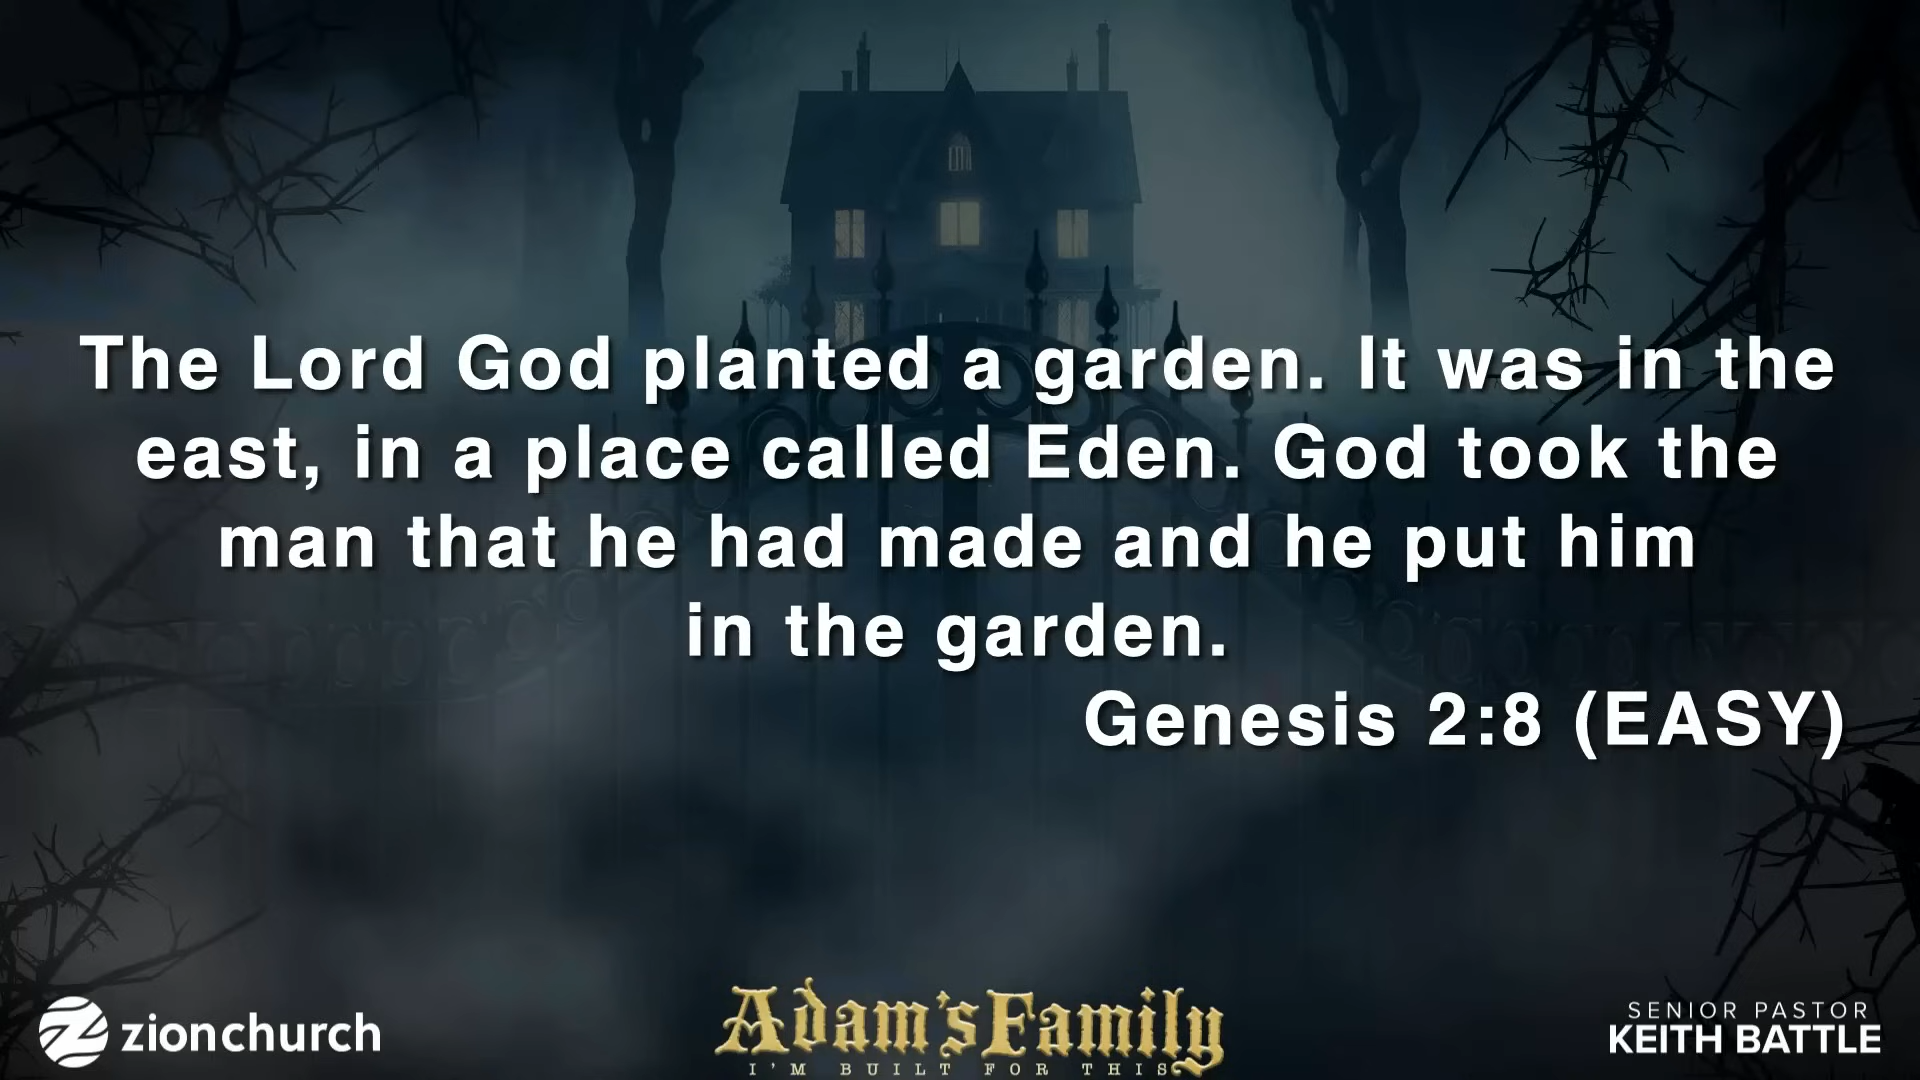 The Lord God planted a garden. It was in the
east, in a place called Eden. God took the
man that he had made and he put him
in the garden.
Genesis 2:8 (EASY)
zionchurch
Adam's Family
I'M BUILT FOR THIS
SENIOR PASTOR
KEITH BATTLE